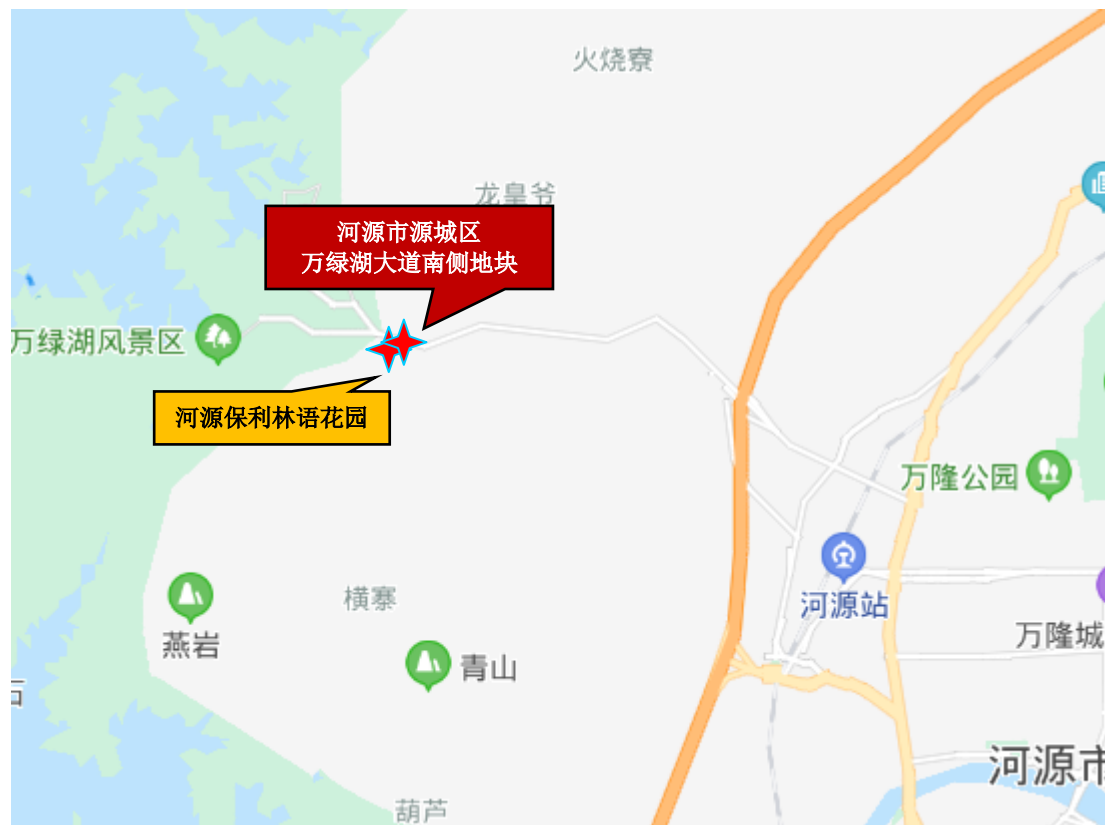 火烧寮
龙皇爷
河源市源城区
万绿湖大道南侧地块
万绿湖风景区
河源保利林语花园
万隆公园
河源站
横寨
万隆城
燕岩
青山
石
河源市
葫芦